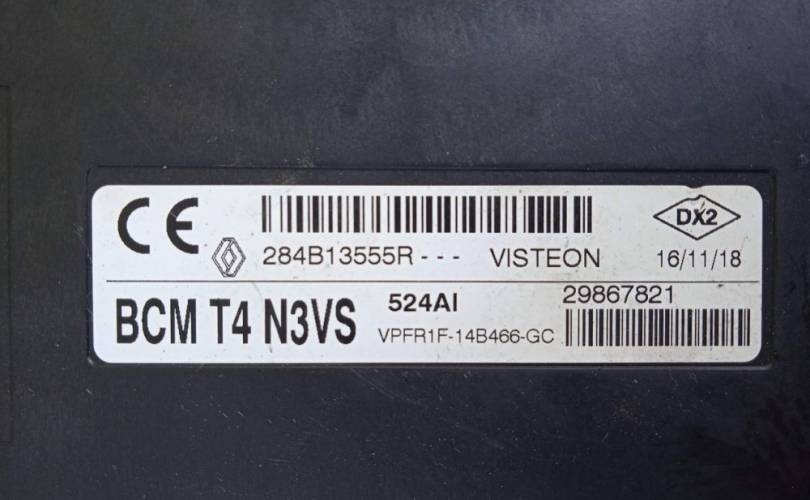 CE 284B13555R - - - VISTEON DX2 16/11/18
BCM T4 N3VS 524AI 29867821
VPFR1F-14B466-GC